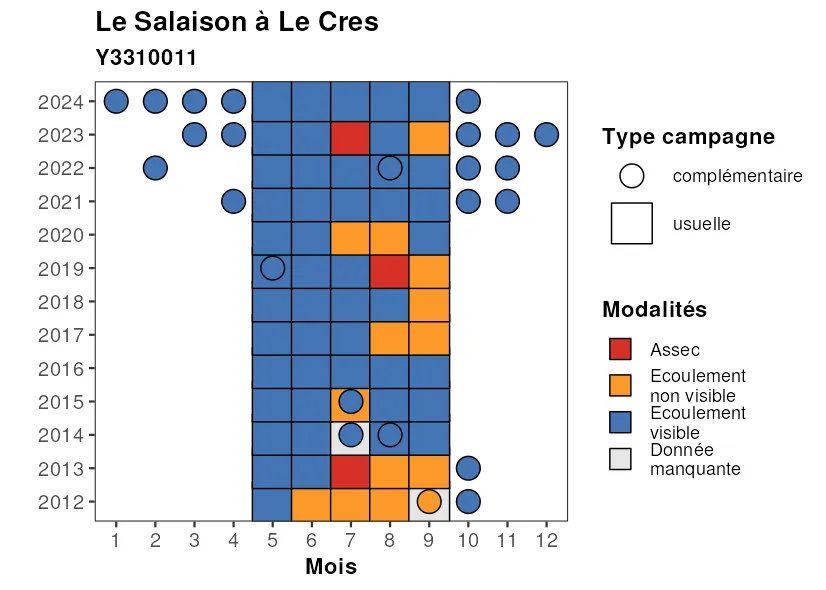 Le Salaison à Le Cres
Y3310011
2024
2023
2022
2021
2020
2019
2018
2017
2016
2015
2014
2013
2012
1 2 3 4 5 6 7 8 9 10 11 12
Mois
Type campagne
complémentaire
usuelle
Modalités
Assec
Ecoulement
non visible
Ecoulement
visible
Donnée
manquante